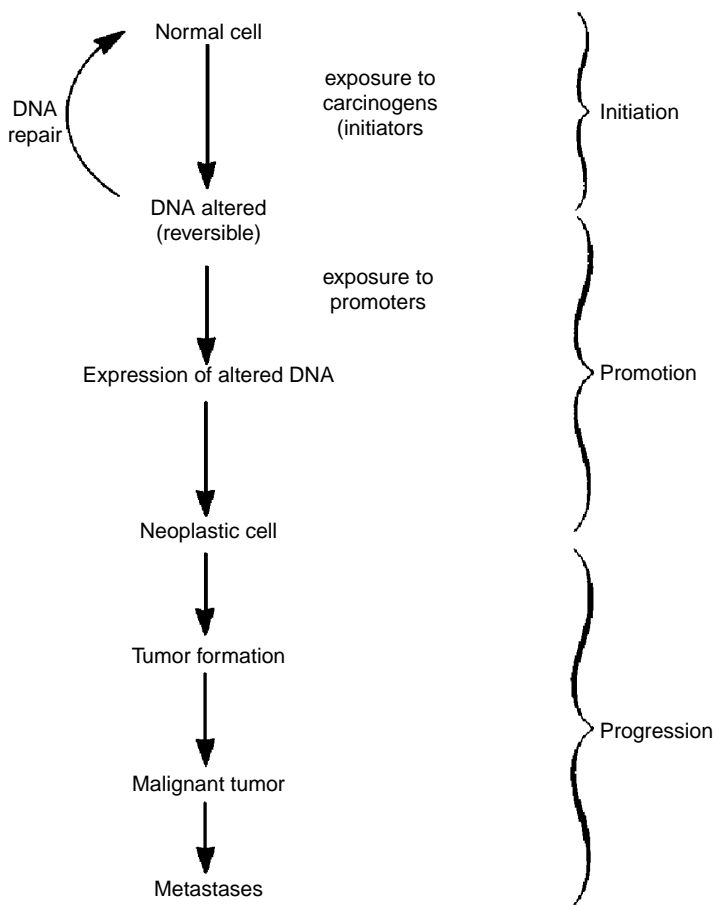 Normal cell
exposure to
carcinogens
(initiators
DNA
repair
Initiation
DNA altered
(reversible)
exposure to
promoters
Expression of altered DNA
Promotion
Neoplastic cell
Tumor formation
Progression
Malignant tumor
Metastases